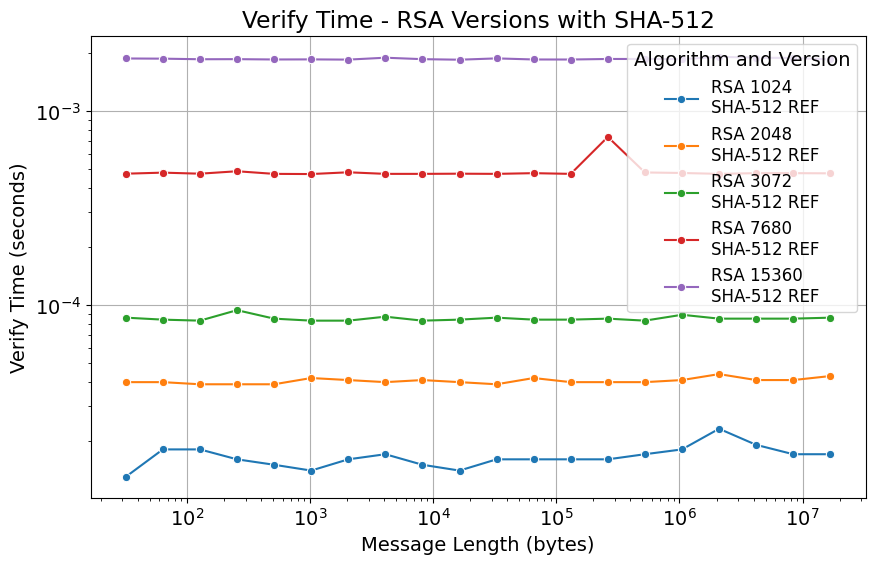 Verify Time - RSA Versions with SHA-512
Verify Time (seconds)
10⁻³
10⁻⁴
Algorithm and Version
RSA 1024
SHA-512 REF
RSA 2048
SHA-512 REF
RSA 3072
SHA-512 REF
RSA 7680
SHA-512 REF
RSA 15360
SHA-512 REF
10² 10³ 10⁴ 10⁵ 10⁶ 10⁷
Message Length (bytes)